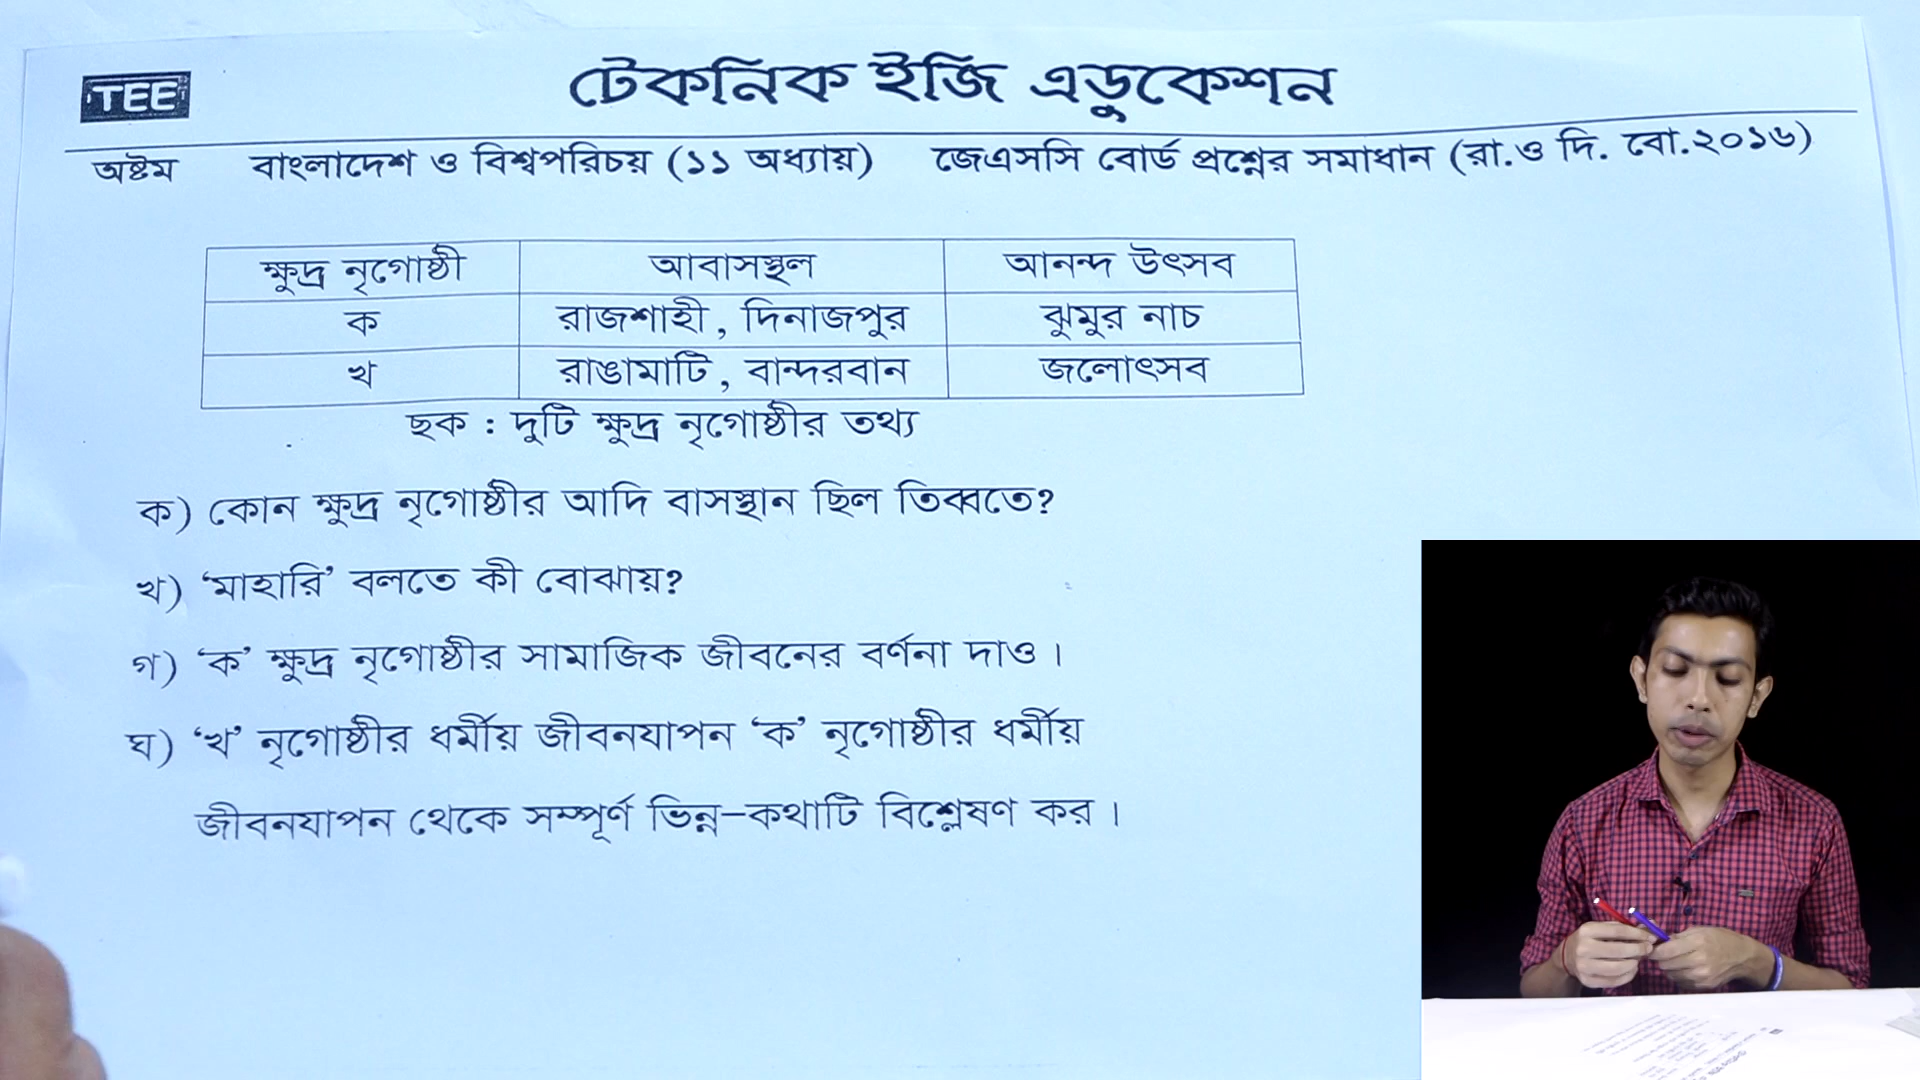 TEE
টেকনিক ইজি এডুকেশন
অষ্টম বাংলাদেশ ও বিশ্বপরিচয় (১১ অধ্যায়) জেএসসি বোর্ড প্রশ্নের সমাধান (রা.ও দি. বো.২০১৬)
ক্ষুদ্র নৃগোষ্ঠী আবাসস্থল আনন্দ উৎসব
ক রাজশাহী, দিনাজপুর ঝুমুর নাচ
খ রাঙামাটি, বান্দরবান জলোৎসব
ছক : দুটি ক্ষুদ্র নৃগোষ্ঠীর তথ্য
ক) কোন ক্ষুদ্র নৃগোষ্ঠীর আদি বাসস্থান ছিল তিব্বতে?
খ) ‘মাহারি’ বলতে কী বোঝায়?
গ) ‘ক’ ক্ষুদ্র নৃগোষ্ঠীর সামাজিক জীবনের বর্ণনা দাও।
ঘ) ‘খ’ নৃগোষ্ঠীর ধর্মীয় জীবনযাপন ‘ক’ নৃগোষ্ঠীর ধর্মীয়
জীবনযাপন থেকে সম্পূর্ণ ভিন্ন–কথাটি বিশ্লেষণ কর।